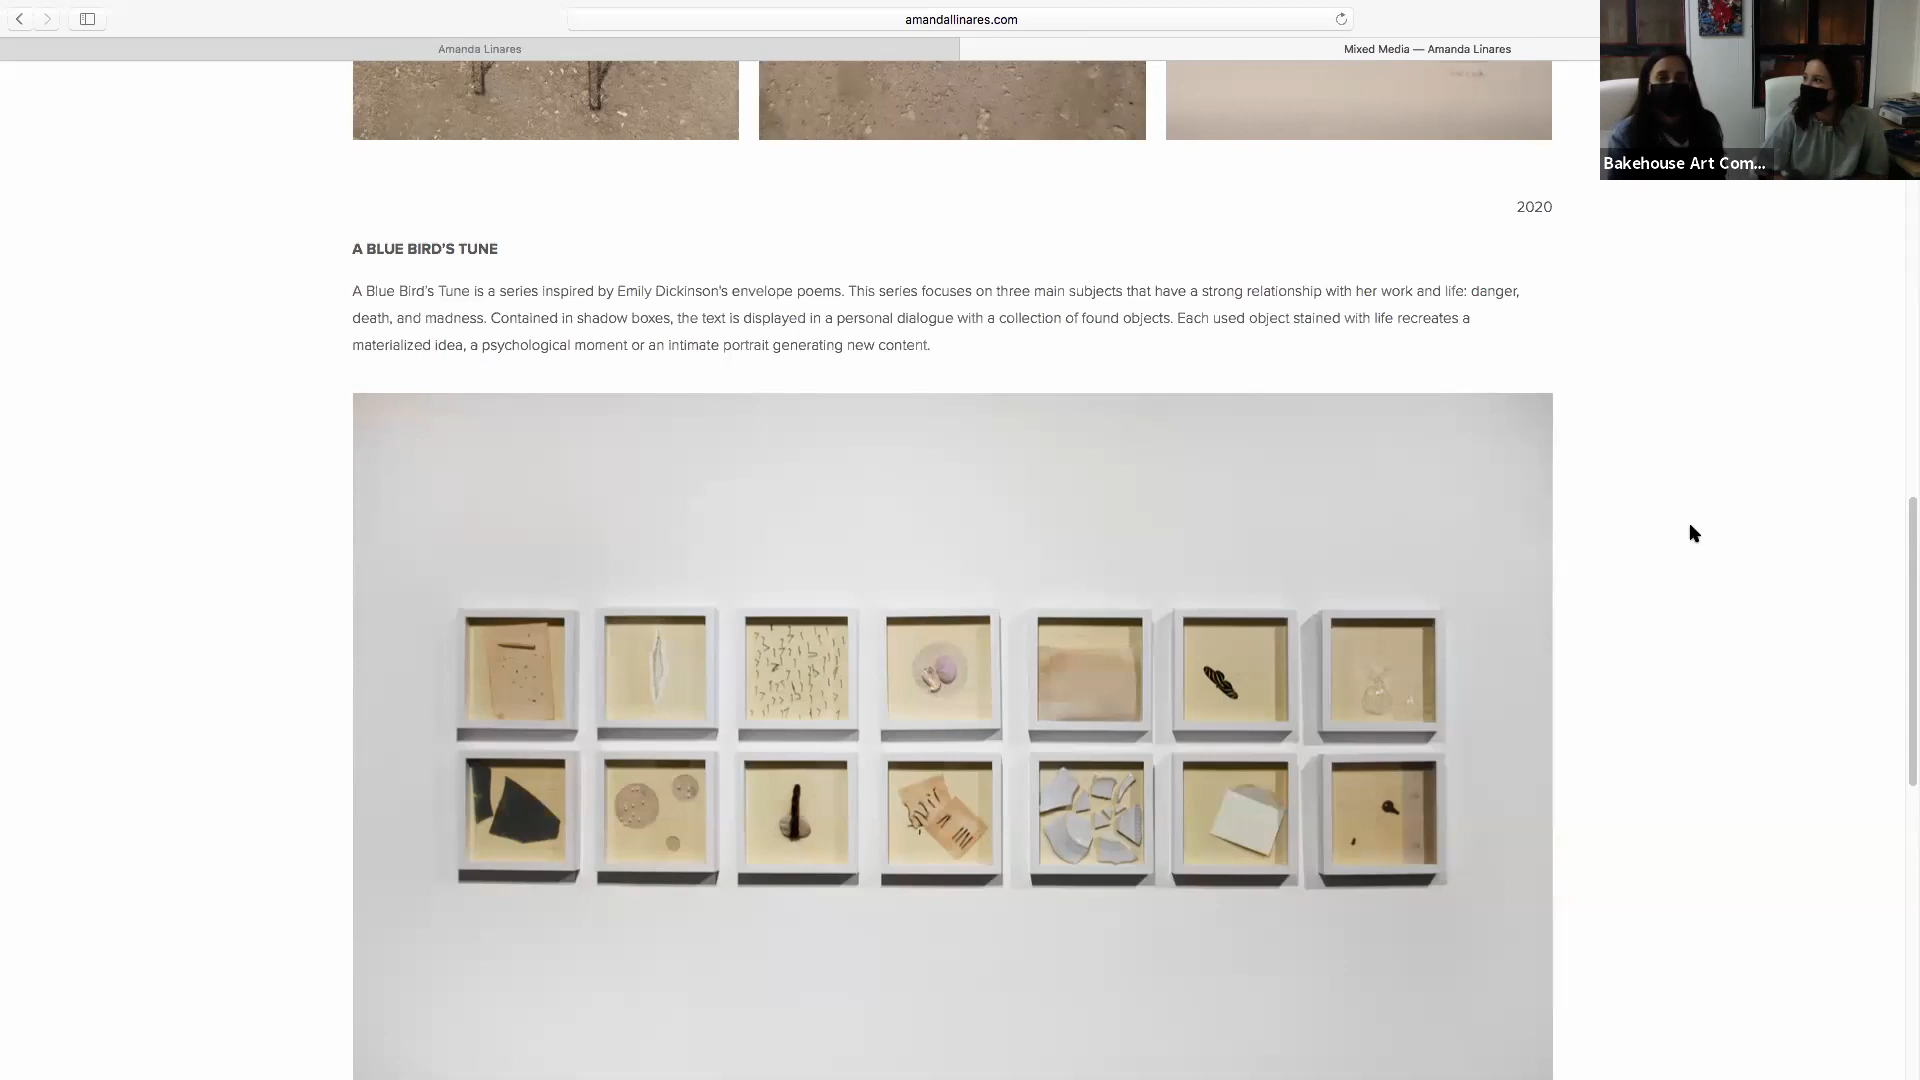 amandallinares.com
Amanda Linares
Mixed Media — Amanda Linares
Bakehouse Art Com...
2020
A BLUE BIRD'S TUNE
A Blue Bird's Tune is a series inspired by Emily Dickinson's envelope poems. This series focuses on three main subjects that have a strong relationship with her work and life: danger,
death, and madness. Contained in shadow boxes, the text is displayed in a personal dialogue with a collection of found objects. Each used object stained with life recreates a
materialized idea, a psychological moment or an intimate portrait generating new content.